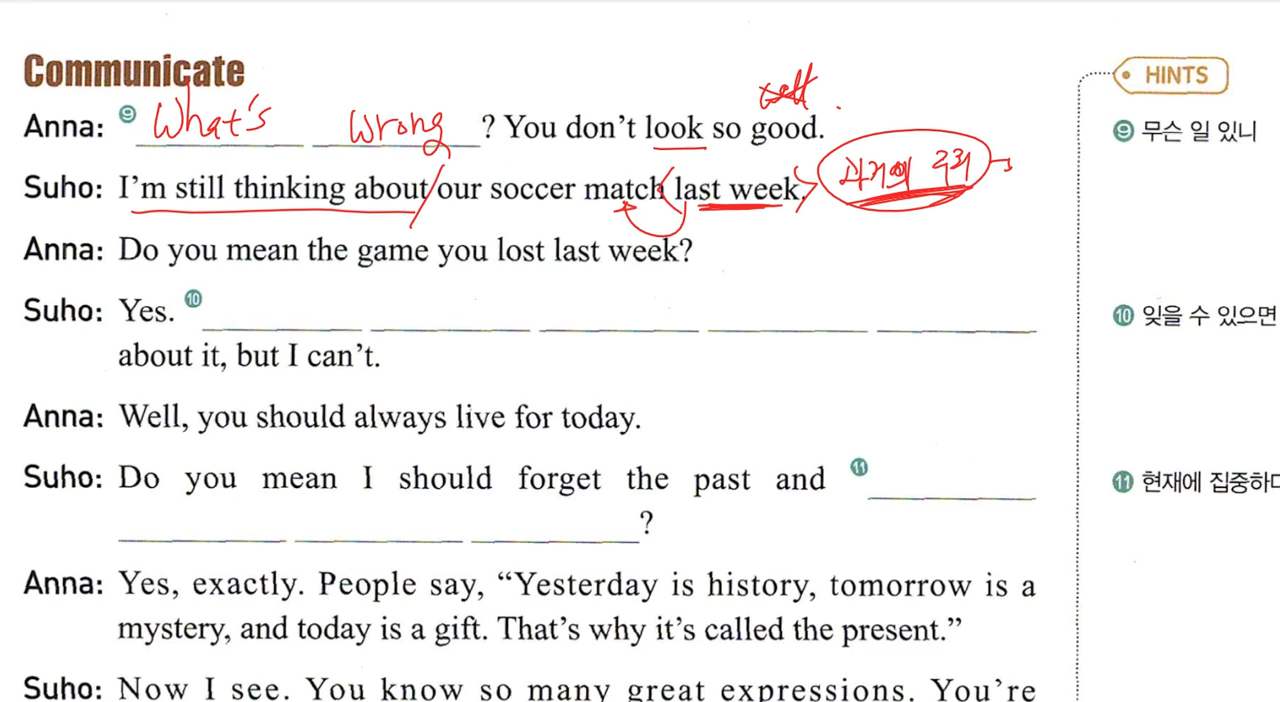 Communicate
HINTS
Anna: ⑨ What's wrong ? You don't look so good.
⑨ 무슨 일 있니
Suho: I'm still thinking about our soccer match last week.
과거의
Anna: Do you mean the game you lost last week?
Suho: Yes. ⑩
⑩ 잊을 수 있으면
about it, but I can't.
Anna: Well, you should always live for today.
Suho: Do you mean I should forget the past and ⑪
⑪ 현재에 집중하다
?
Anna: Yes, exactly. People say, “Yesterday is history, tomorrow is a
mystery, and today is a gift. That's why it's called the present.”
Suho: Now I see. You know so many great expressions. You're